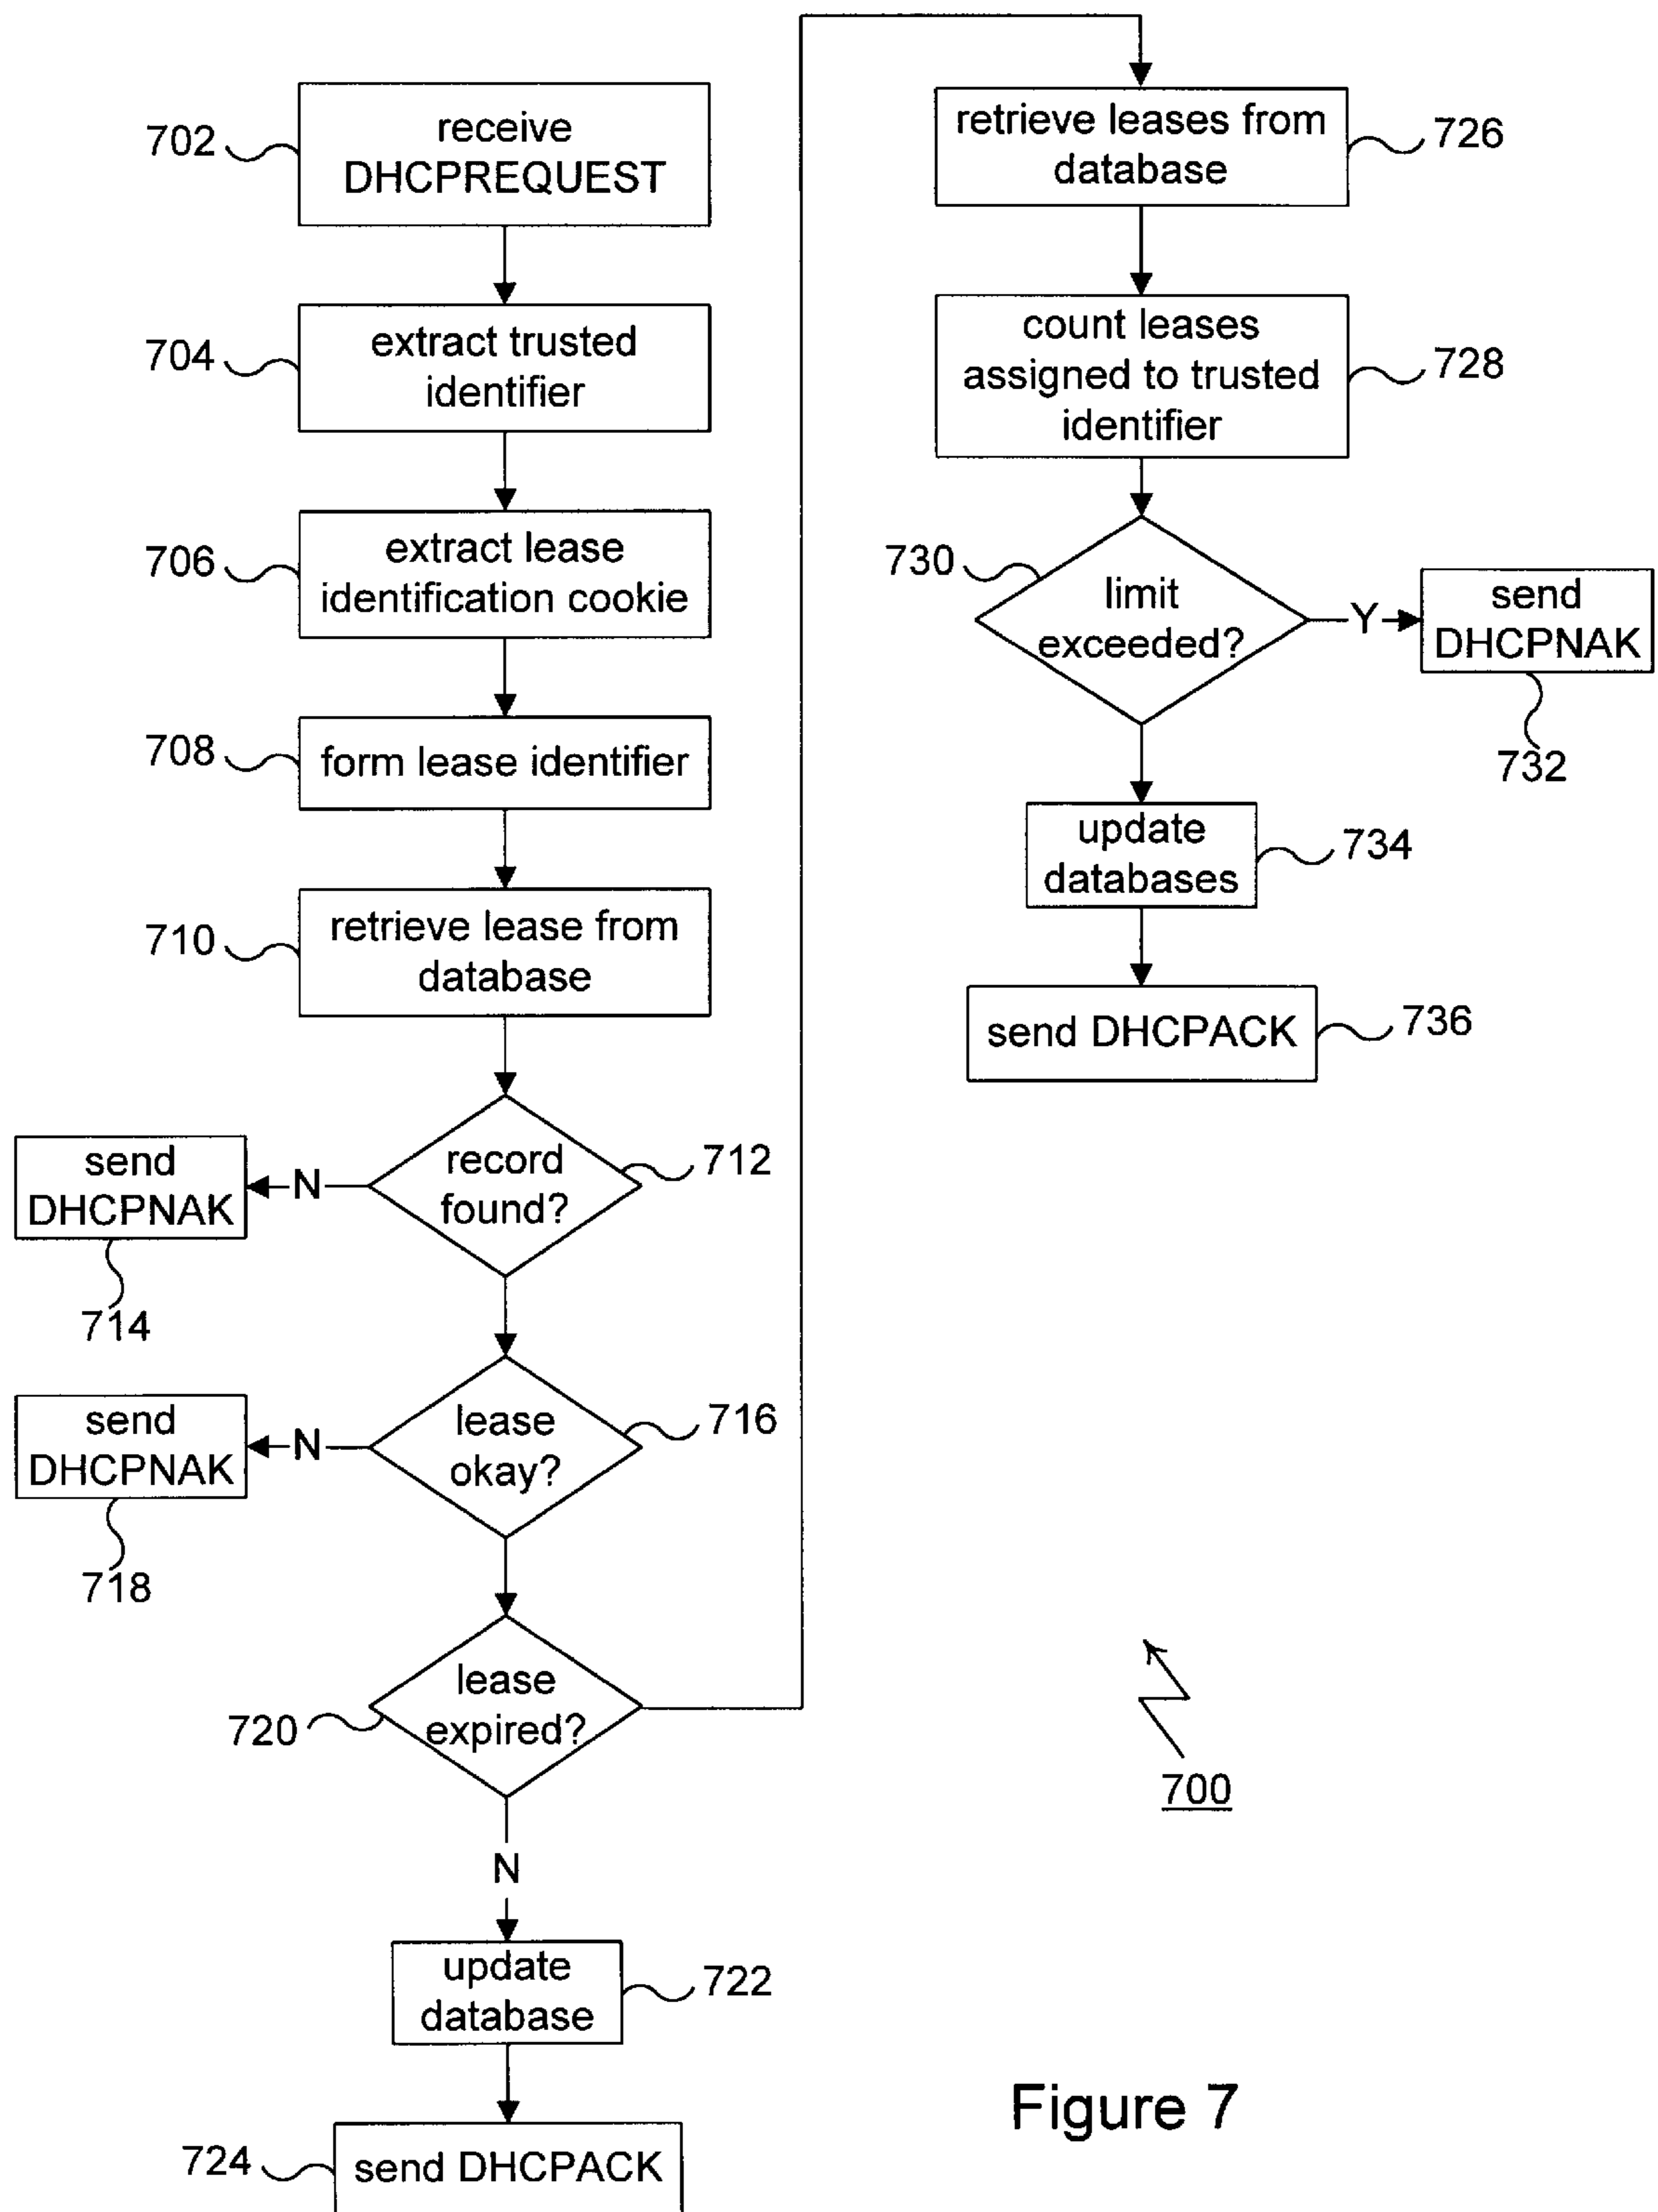 702
receive
DHCPREQUEST
704
extract trusted
identifier
706
extract lease
identification cookie
708
form lease identifier
710
retrieve lease from
database
record
found?
712
N
send
DHCPNAK
714
lease
okay?
716
N
send
DHCPNAK
718
lease
expired?
720
N
update
database
722
724
send DHCPACK
retrieve leases from
database
726
count leases
assigned to trusted
identifier
728
730
limit
exceeded?
Y
send
DHCPNAK
732
update
databases
734
send DHCPACK
736
700
Figure 7